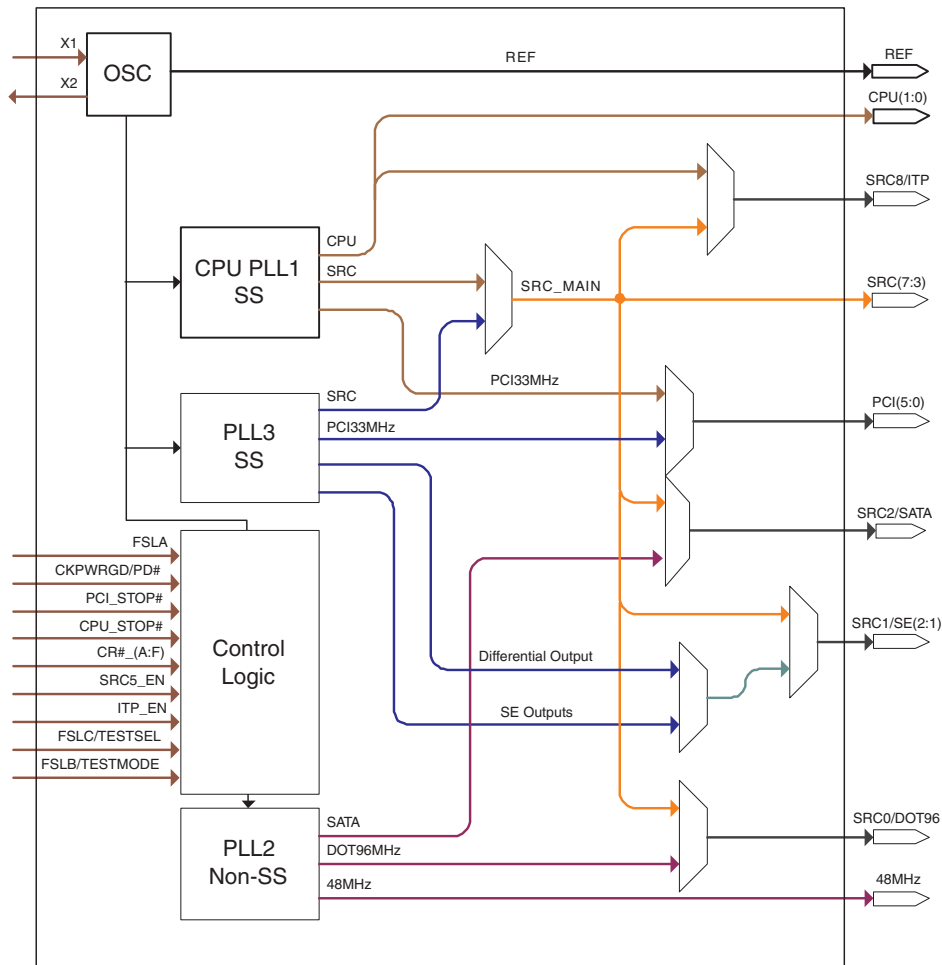 X1
OSC
X2
REF
REF
CPU(1:0)
SRC8/ITP
CPU PLL1
SS
CPU
SRC
SRC_MAIN
SRC(7:3)
PCI33MHz
PCI(5:0)
PLL3
SS
SRC
PCI33MHz
SRC2/SATA
FSLA
CKPWRGD/PD#
PCI_STOP#
CPU_STOP#
CR#_(A:F)
SRC5_EN
ITP_EN
FSLC/TESTSEL
FSLB/TESTMODE
Control
Logic
Differential Output
SE Outputs
SRC1/SE(2:1)
PLL2
Non-SS
SATA
DOT96MHz
48MHz
SRC0/DOT96
48MHz